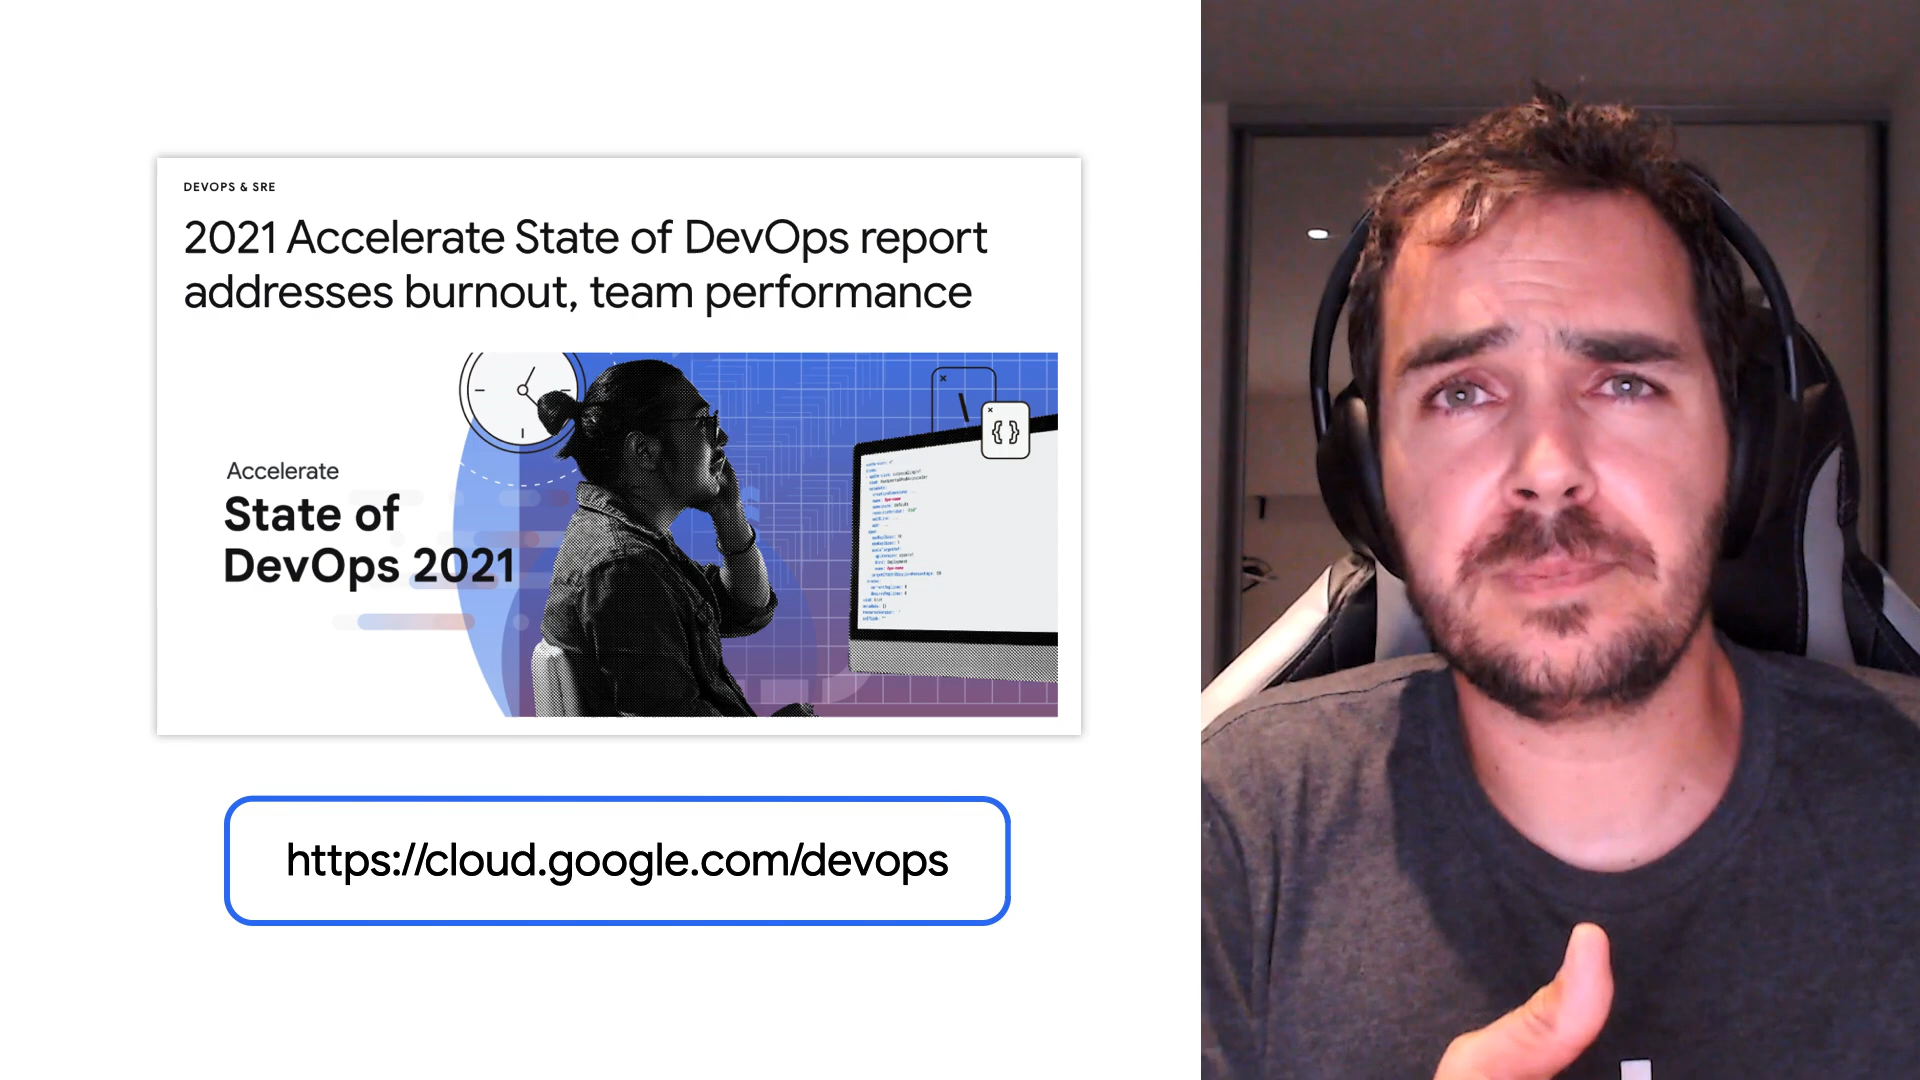 DEVOPS & SRE
2021 Accelerate State of DevOps report
addresses burnout, team performance
Accelerate
State of
DevOps 2021
{}
https://cloud.google.com/devops